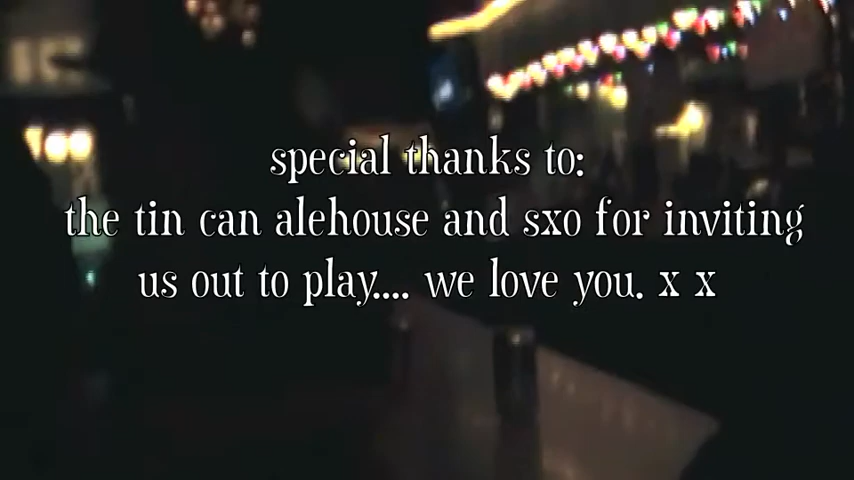 special thanks to:
the tin can alehouse and sxo for inviting
us out to play.... we love you. x x